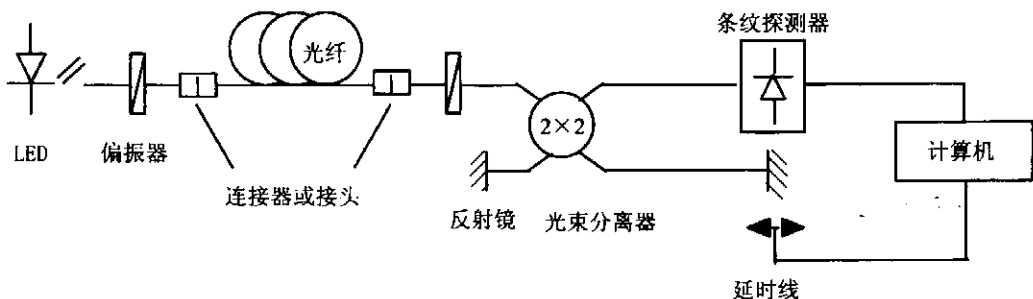 条纹探测器
光纤
2×2
计算机
LED
偏振器
连接器或接头
反射镜
光束分离器
延时线